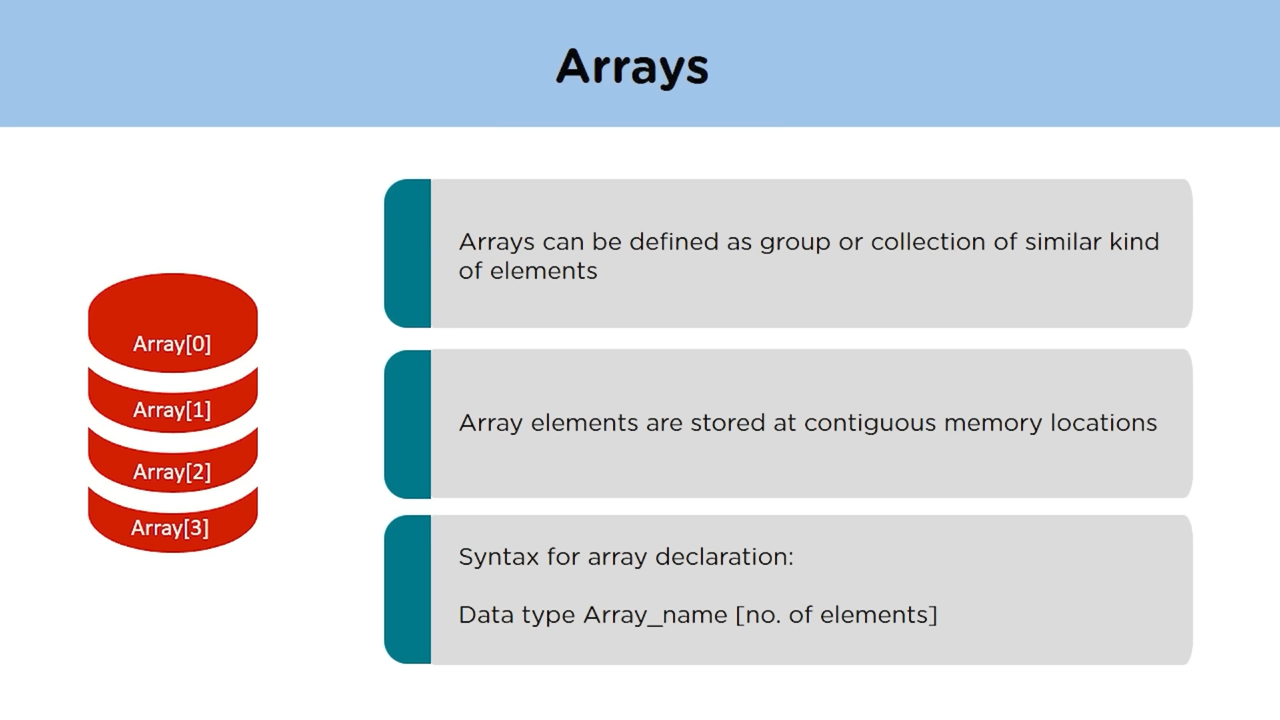 Arrays
Array[0]
Array[1]
Array[2]
Array[3]
Arrays can be defined as group or collection of similar kind
of elements
Array elements are stored at contiguous memory locations
Syntax for array declaration:
Data type Array_name [no. of elements]